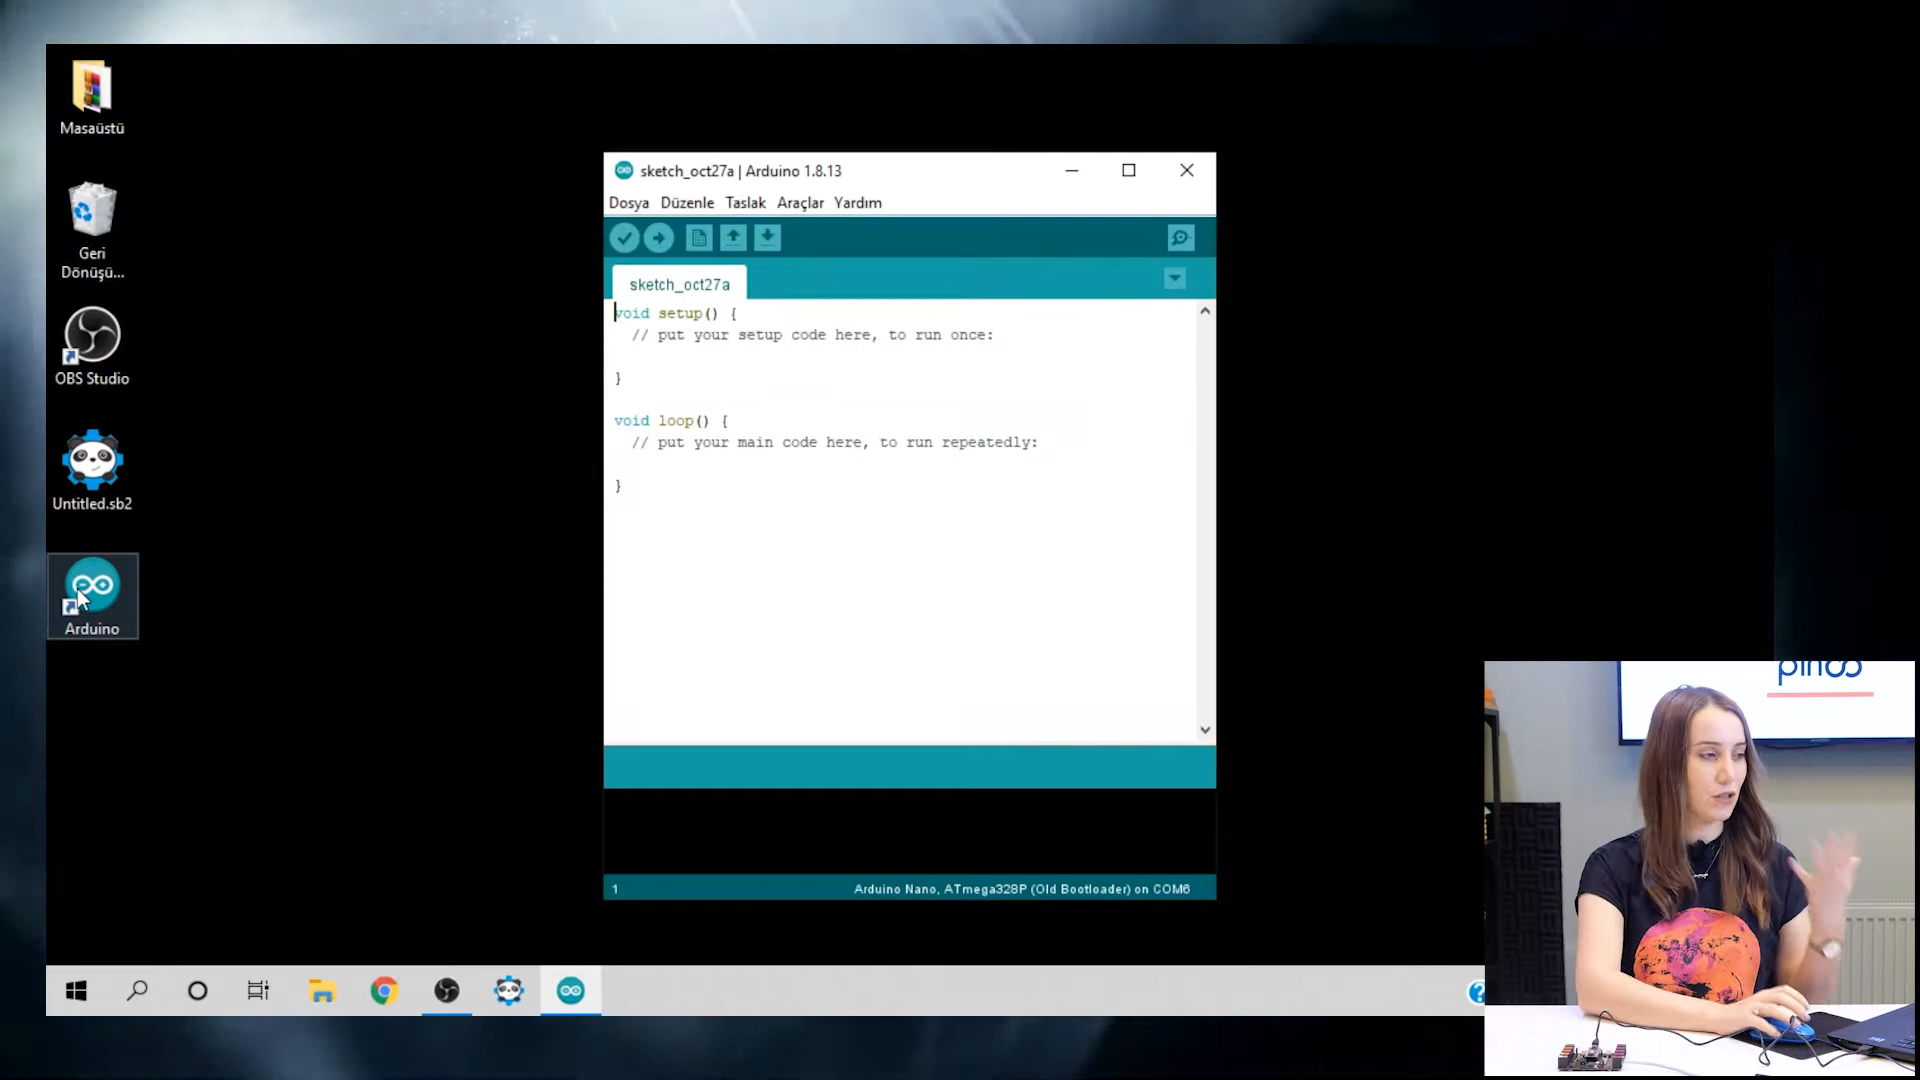 Masaüstü
Geri
Dönüşü...
OBS Studio
Untitled.sb2
Arduino
sketch_oct27a | Arduino 1.8.13
Dosya Düzenle Taslak Araçlar Yardım
sketch_oct27a
void setup() {
// put your setup code here, to run once:
}
void loop() {
// put your main code here, to run repeatedly:
}
1
Arduino Nano, ATmega328P (Old Bootloader) on COM6
pinoo